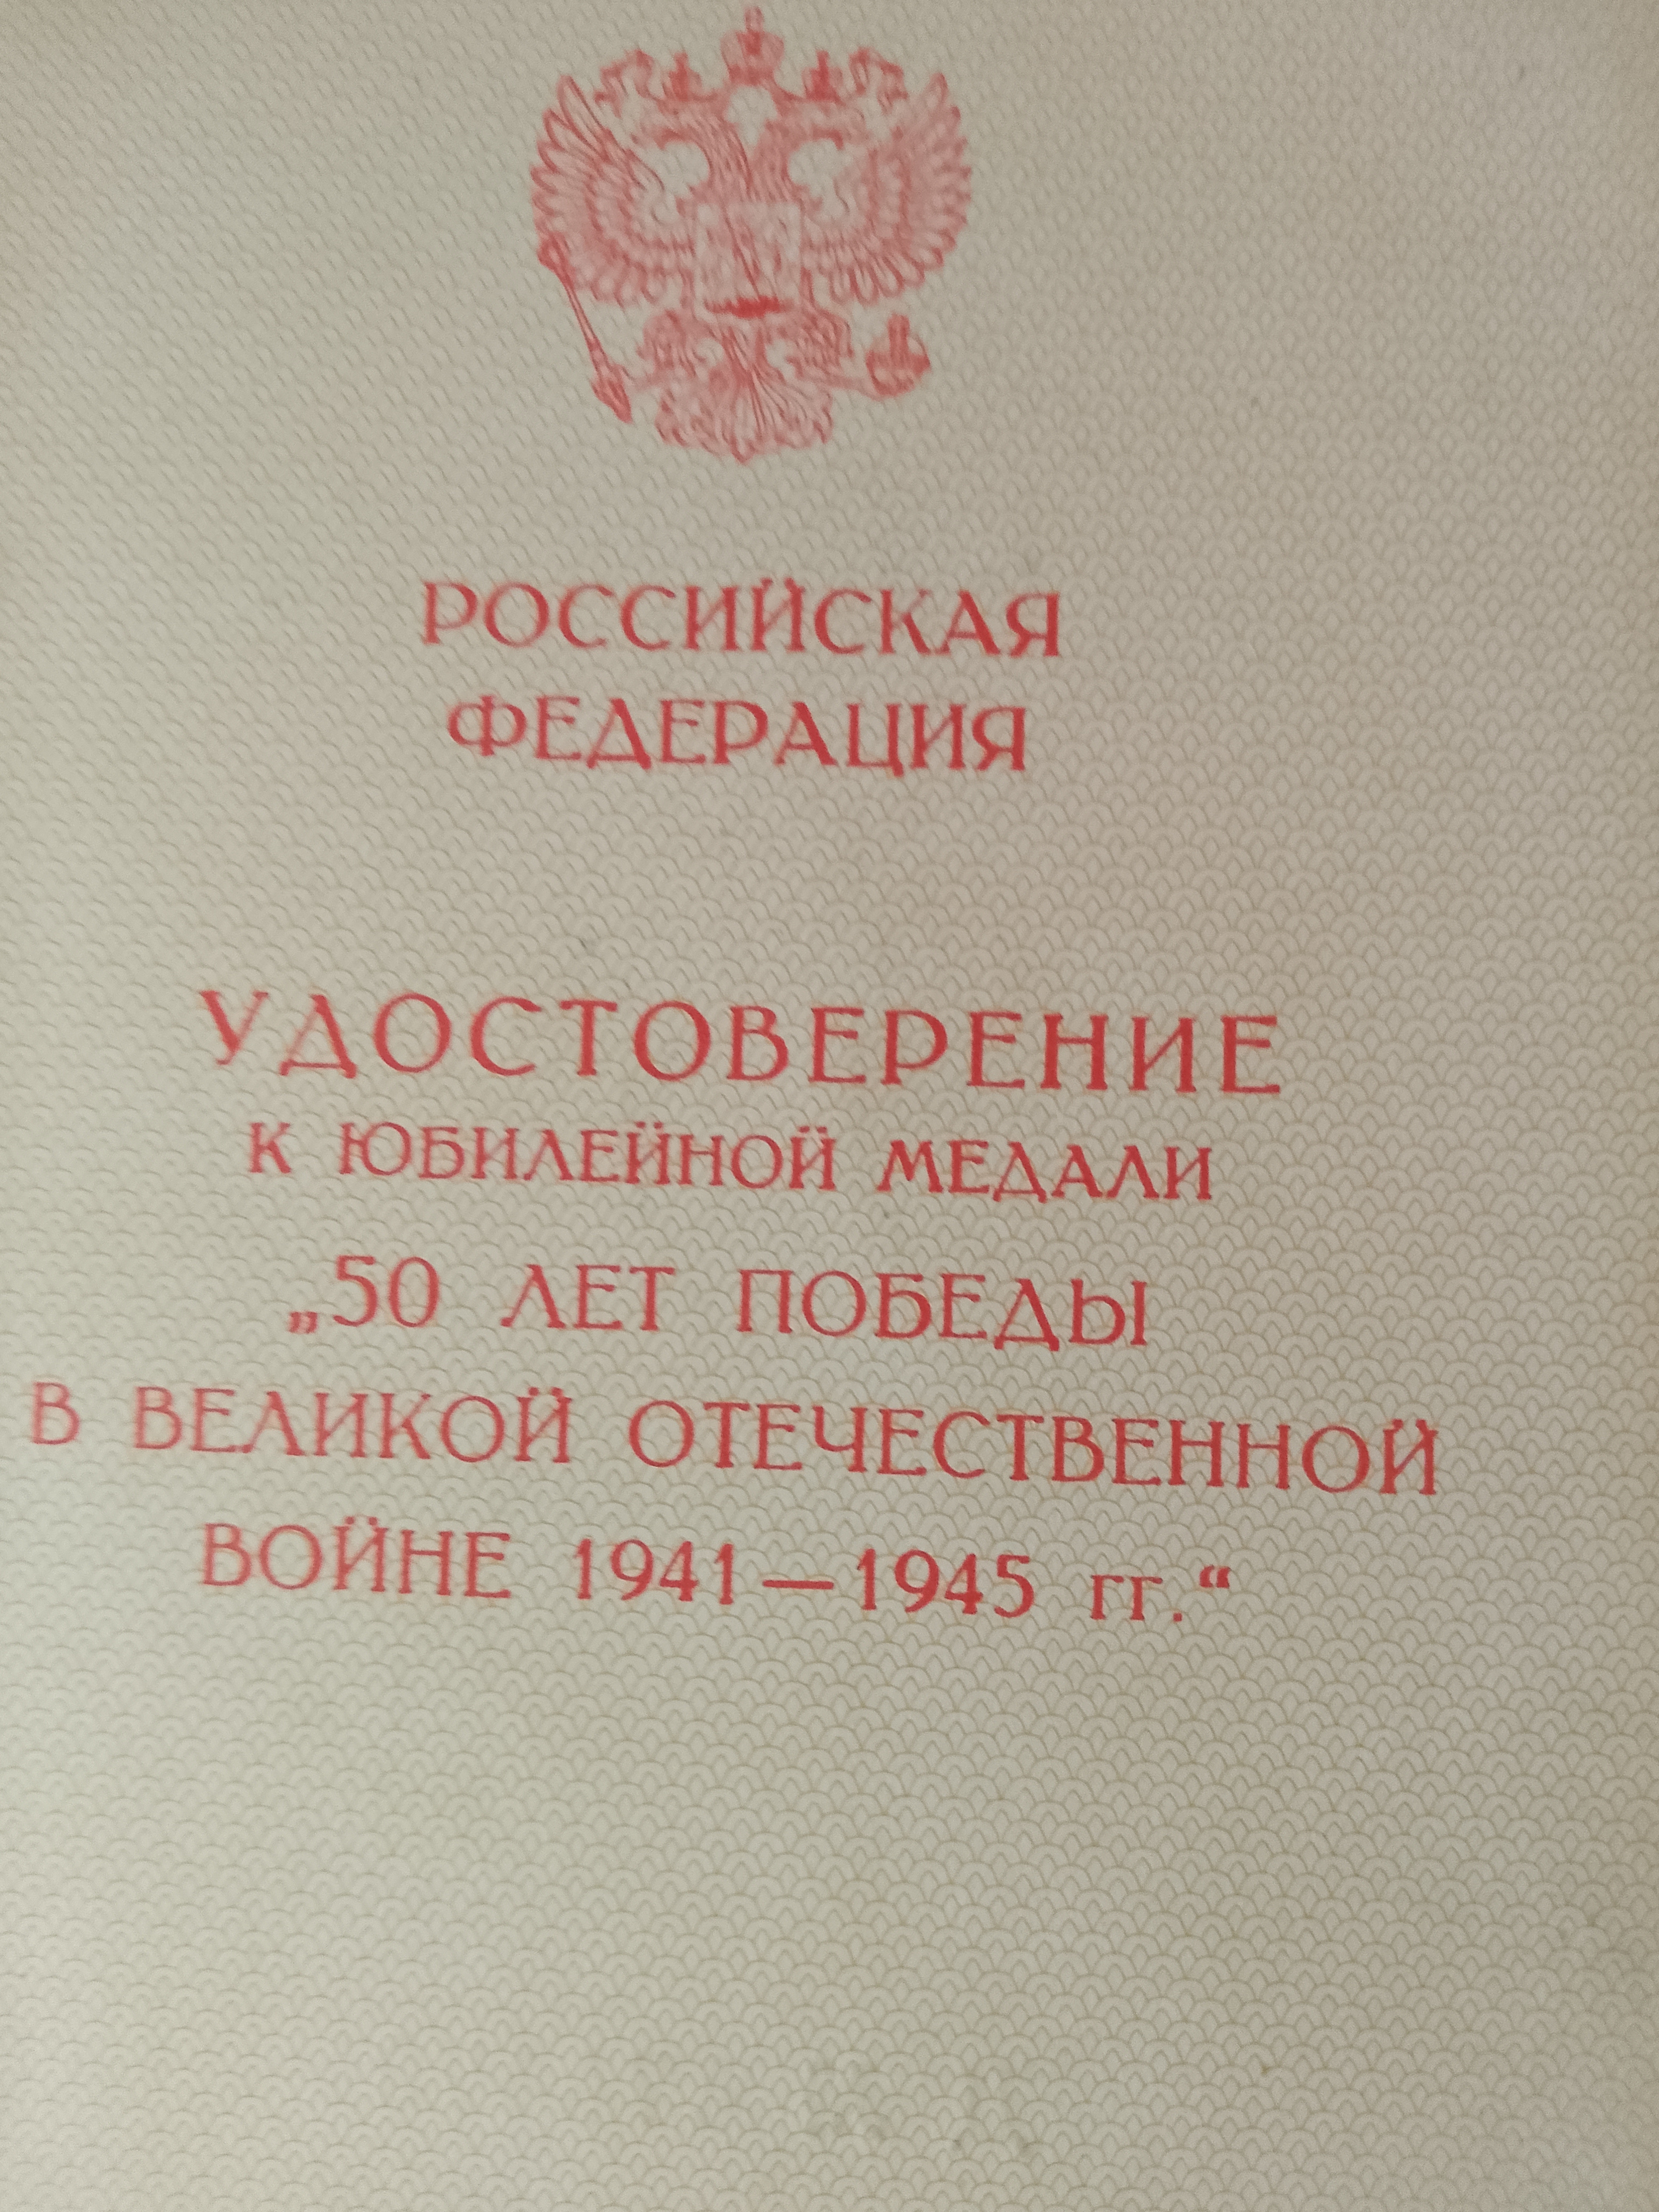 РОССИЙСКАЯ
ФЕДЕРАЦИЯ
УДОСТОВЕРЕНИЕ
К ЮБИЛЕЙНОЙ МЕДАЛИ
„50 ЛЕТ ПОБЕДЫ
В ВЕЛИКОЙ ОТЕЧЕСТВЕННОЙ
ВОЙНЕ 1941—1945 гг.“